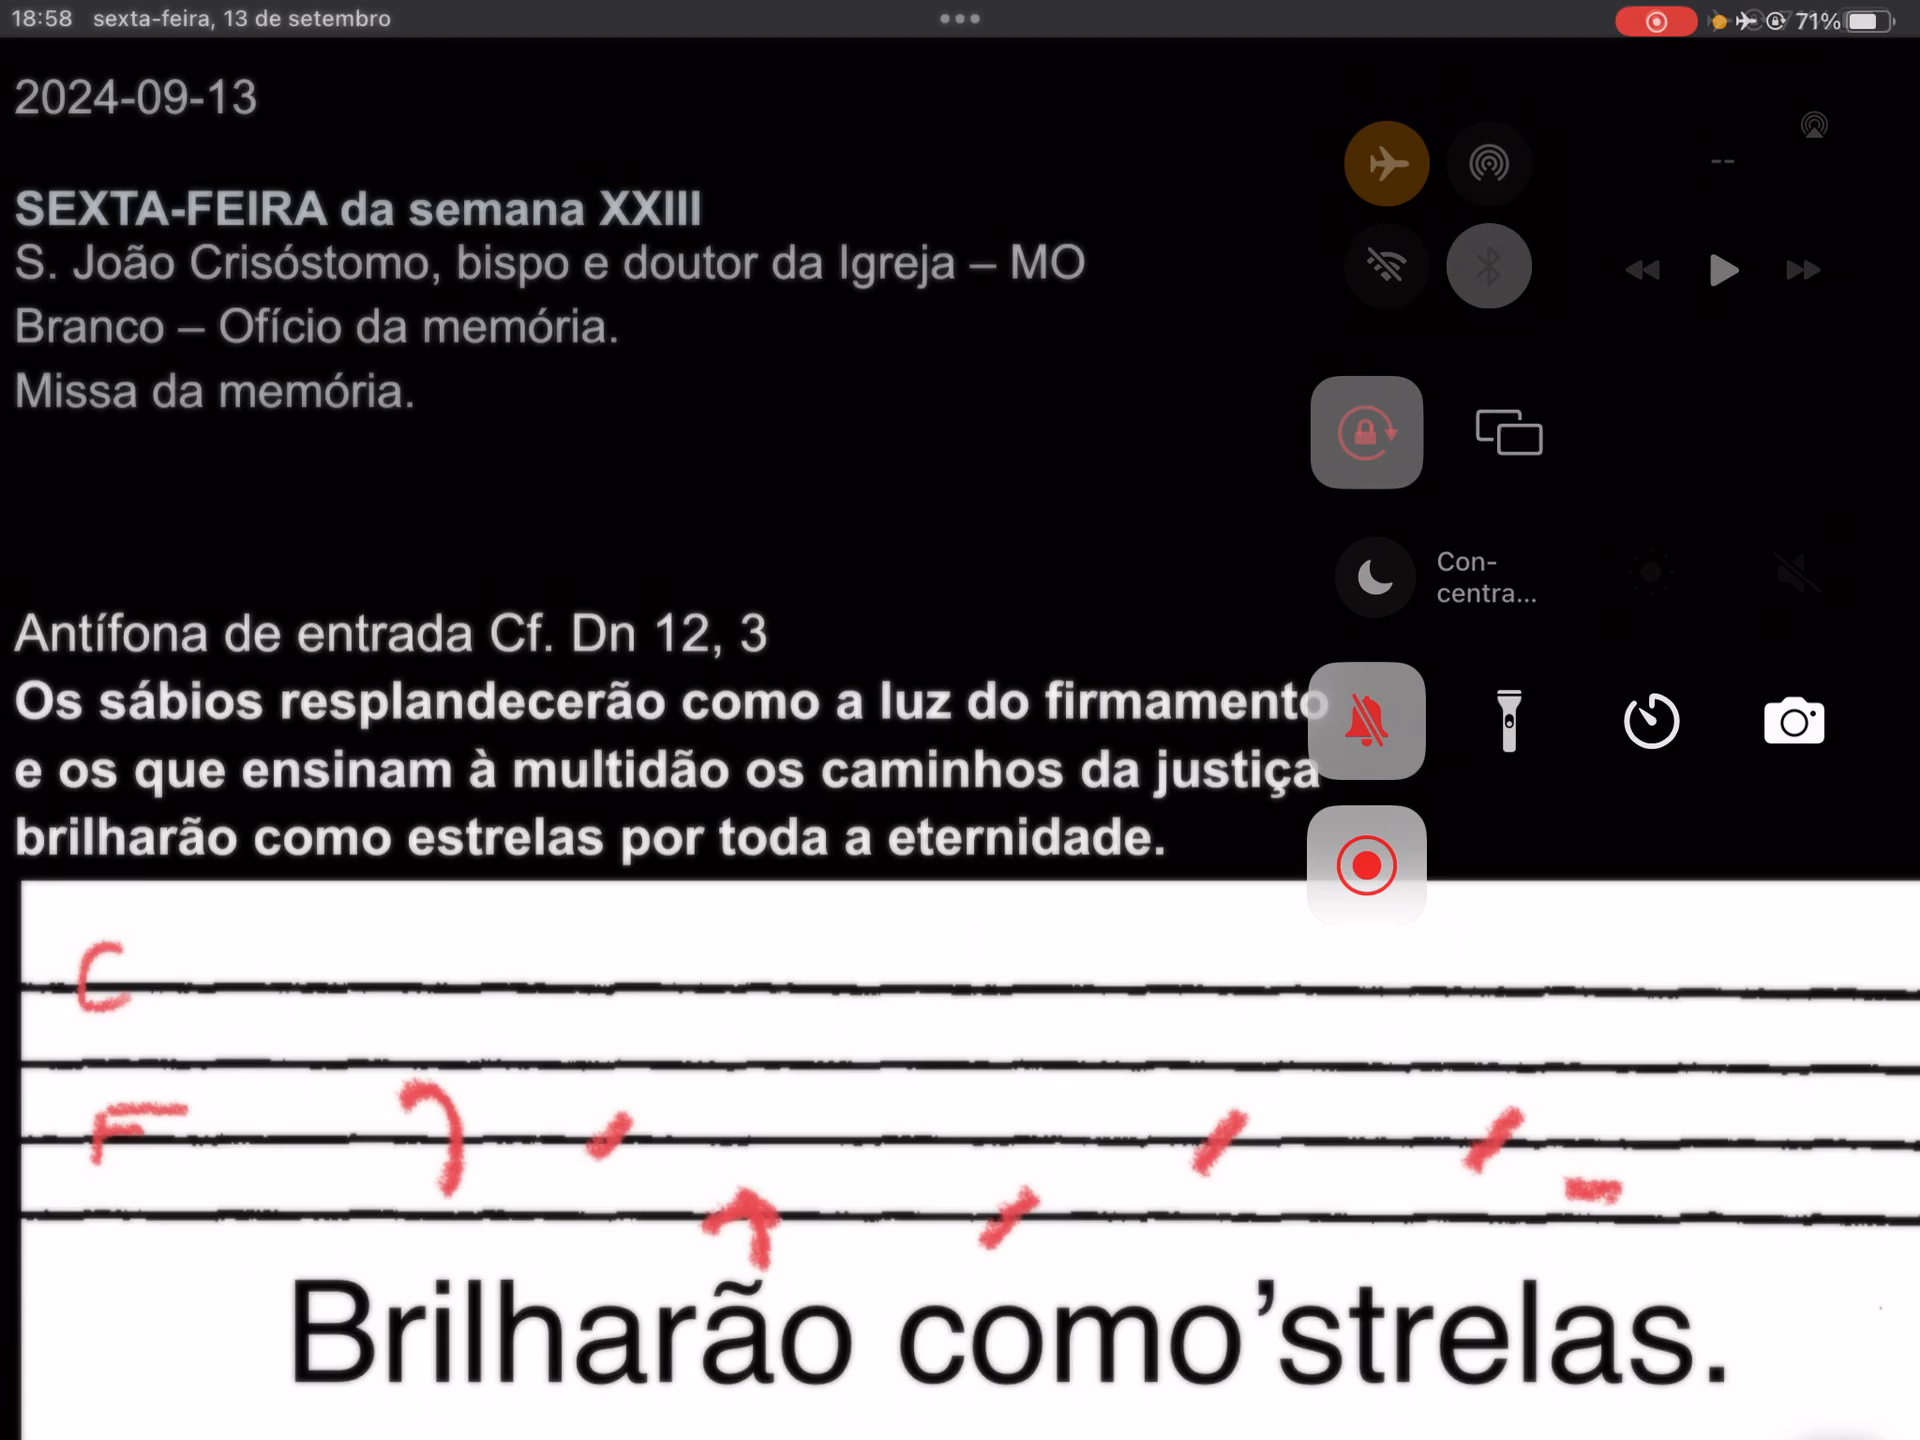 18:58 sexta-feira, 13 de setembro
71%
2024-09-13
SEXTA-FEIRA da semana XXIII
S. João Crisóstomo, bispo e doutor da Igreja – MO
Branco – Ofício da memória.
Missa da memória.
--
Con-
centra...
Antífona de entrada Cf. Dn 12, 3
Os sábios resplandecerão como a luz do firmamento
e os que ensinam à multidão os caminhos da justiça
brilharão como estrelas por toda a eternidade.
C
F
Brilharão como’strelas.